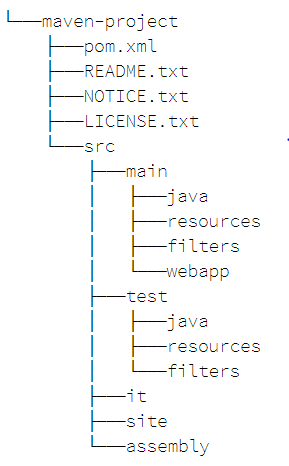 └──maven-project
├──pom.xml
├──README.txt
├──NOTICE.txt
├──LICENSE.txt
└──src
├──main
│ ├──java
│ ├──resources
│ ├──filters
│ └──webapp
├──test
│ ├──java
│ ├──resources
│ └──filters
├──it
├──site
└──assembly